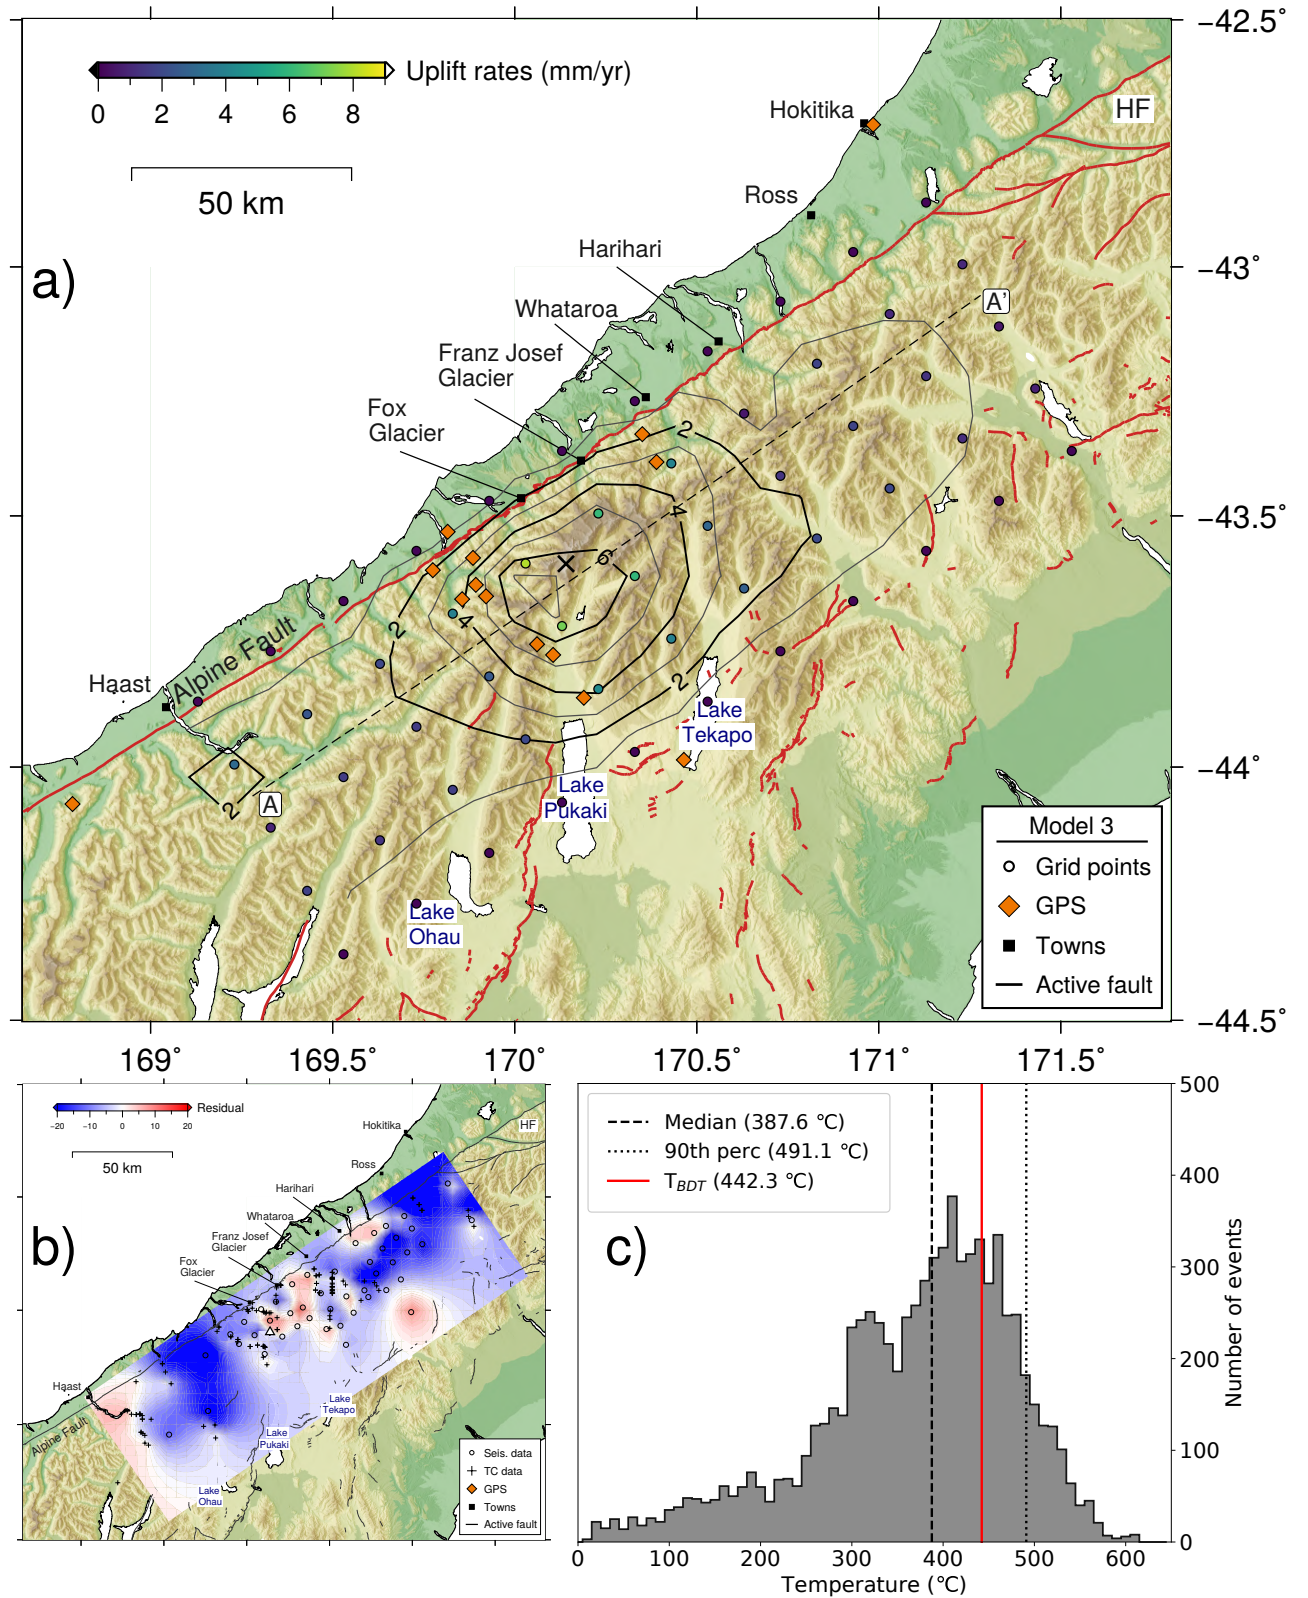 −42.5°
Uplift rates (mm/yr)
0 2 4 6 8
50 km
Hokitika
HF
Ross
Harihari
−43°
a)
A'
Whataroa
Franz Josef
Glacier
Fox
Glacier
2
4
−43.5°
6
2
4
Alpine Fault
Haast
2
Lake
Tekapo
−44°
2
A
Lake
Pukaki
Model 3
Grid points
GPS
Towns
Active fault
Lake
Ohau
−44.5°
169° 169.5° 170° 170.5° 171° 171.5°
Residual
−20 −10 0 10 20
50 km
Hokitika
HF
Ross
Harihari
Whataroa
Franz Josef
Glacier
Fox
Glacier
b)
Haast
Alpine Fault
Lake
Tekapo
Lake
Pukaki
Lake
Ohau
Seis. data
TC data
GPS
Towns
Active fault
Median (387.6 ℃)
90th perc (491.1 ℃)
T_BDT (442.3 ℃)
c)
500
400
300
200
100
0
Number of events
0 100 200 300 400 500 600
Temperature (℃)